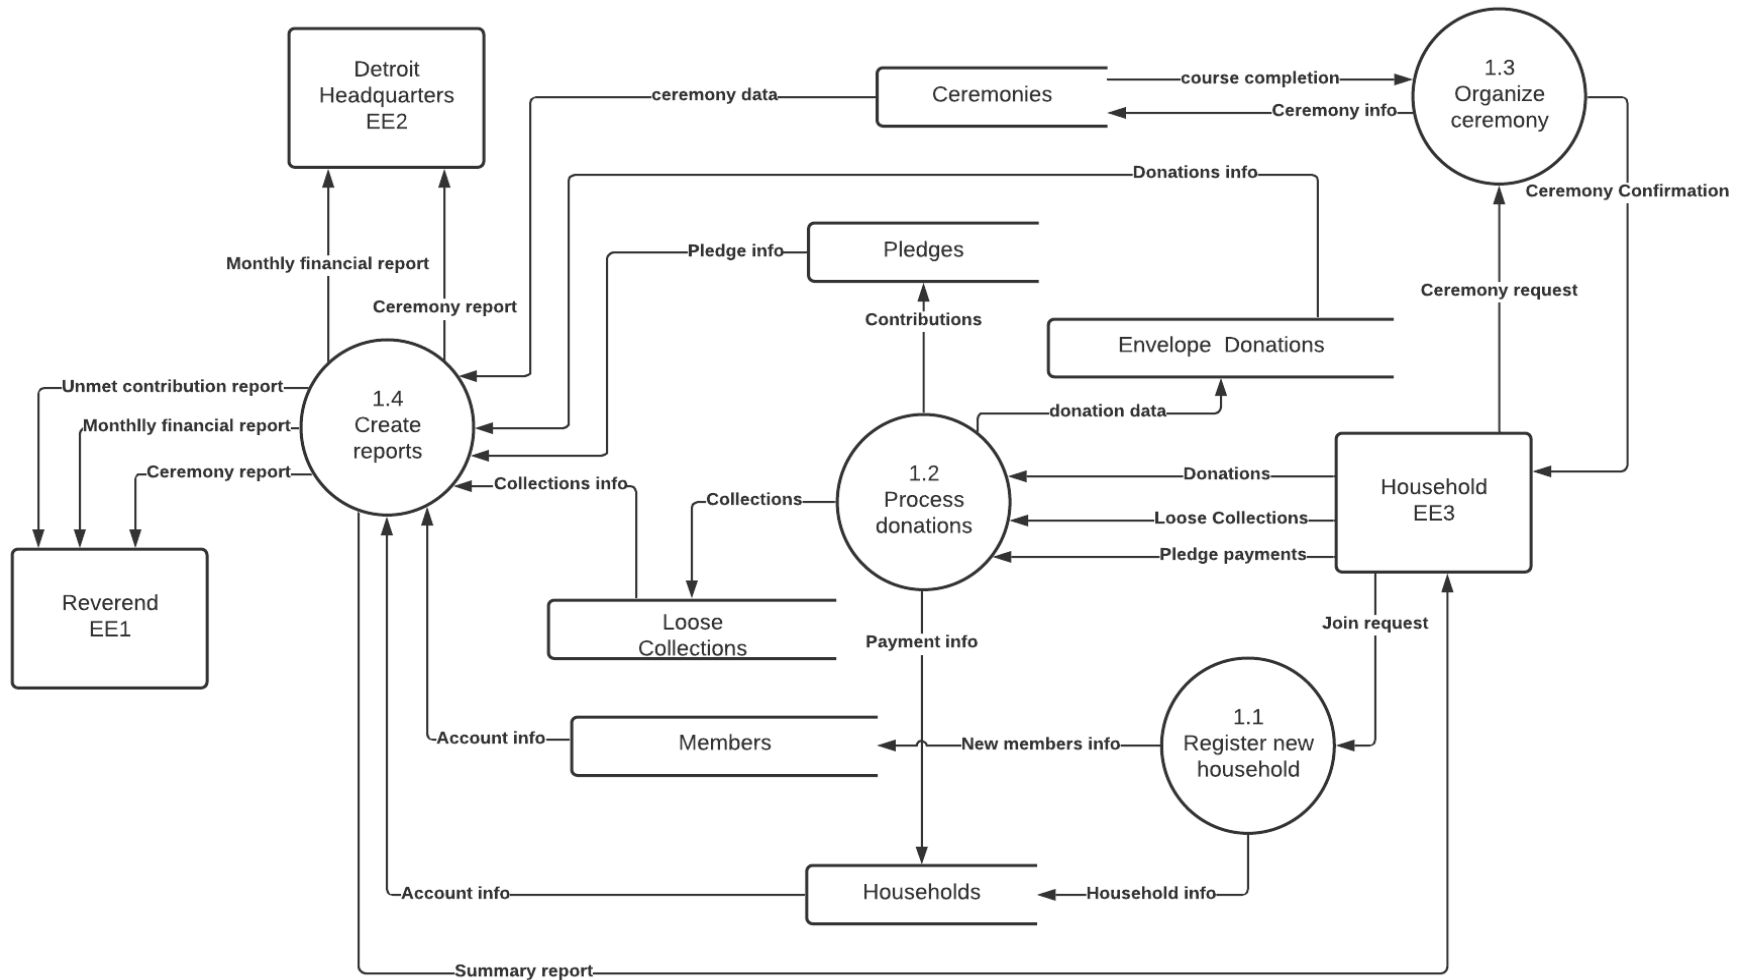 Detroit
Headquarters
EE2
ceremony data
Ceremonies
course completion
Ceremony info
1.3
Organize
ceremony
Donations info
Ceremony Confirmation
Pledge info
Pledges
Monthly financial report
Ceremony report
Contributions
Ceremony request
Envelope  Donations
Unmet contribution report
Monthlly financial report
Ceremony report
1.4
Create
reports
donation data
Collections info
Collections
1.2
Process
donations
Donations
Loose Collections
Pledge payments
Household
EE3
Reverend
EE1
Loose
Collections
Payment info
Join request
Account info
Members
New members info
1.1
Register new
household
Account info
Households
Household info
Summary report